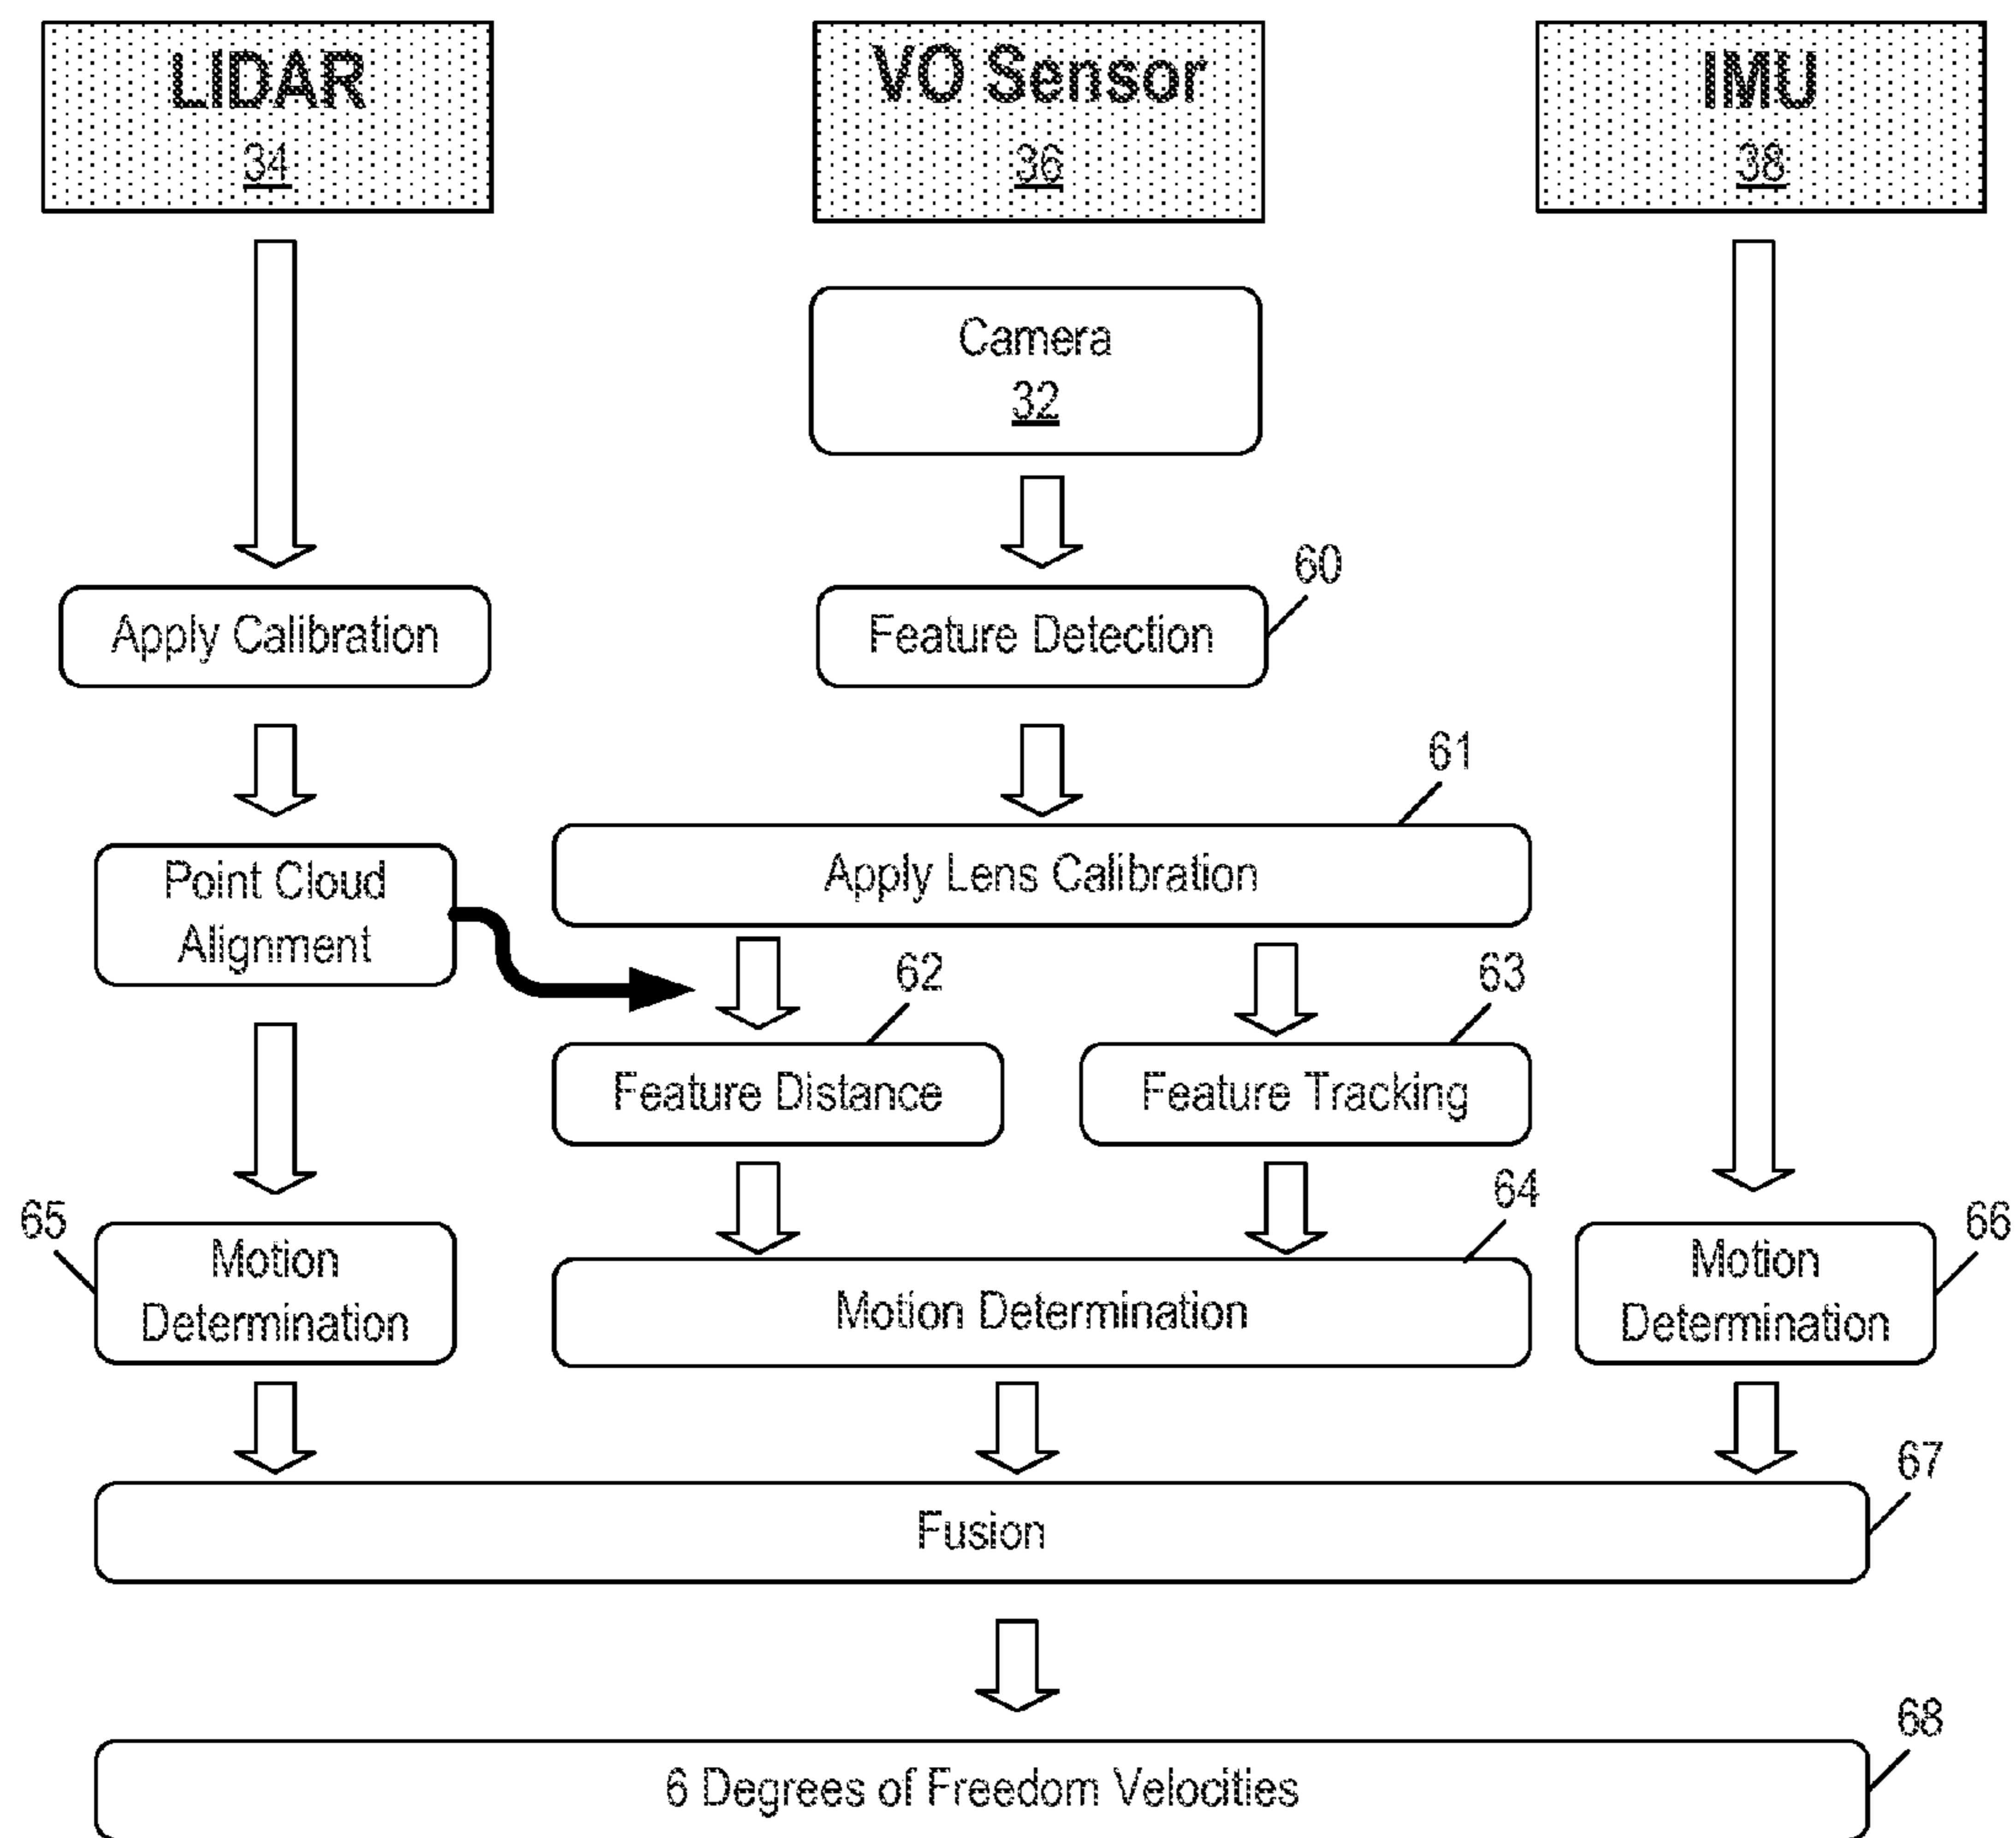 LIDAR
34
VO Sensor
36
IMU
38
Camera
32
60
Apply Calibration
Feature Detection
61
Point Cloud
Alignment
Apply Lens Calibration
62
63
Feature Distance
Feature Tracking
64
65
Motion
Determination
Motion Determination
66
Motion
Determination
67
Fusion
68
6 Degrees of Freedom Velocities